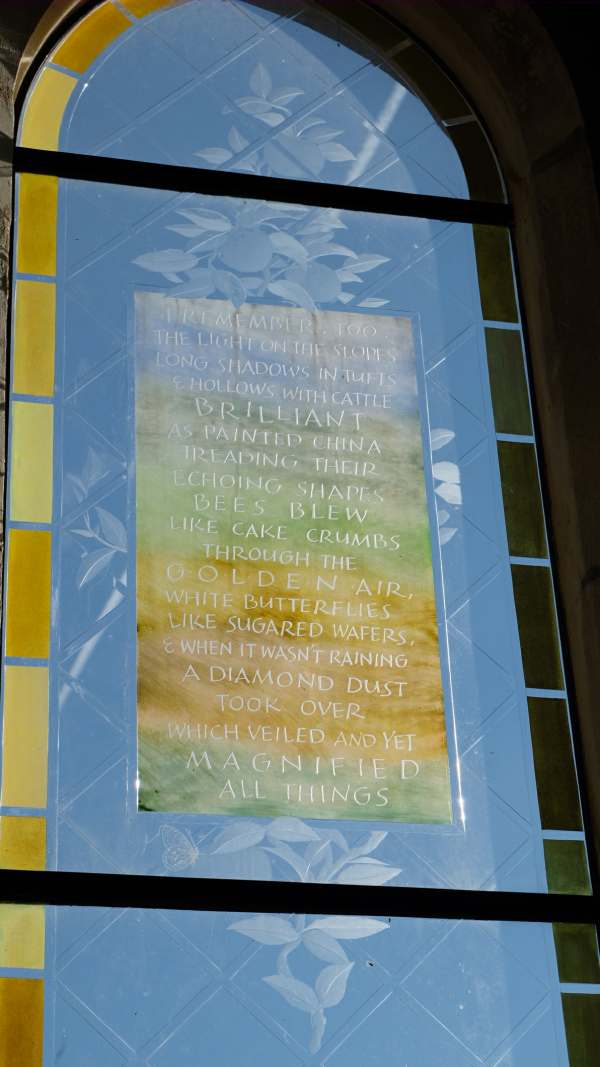 I REMEMBER, TOO,
THE LIGHT ON THE SLOPES
LONG SHADOWS IN TUFTS
& HOLLOWS, WITH CATTLE
BRILLIANT
AS PAINTED CHINA
TREADING THEIR
ECHOING SHAPES
BEES BLEW
LIKE CAKE CRUMBS
THROUGH THE
GOLDEN AIR,
WHITE BUTTERFLIES
LIKE SUGARED WAFERS,
& WHEN IT WASN'T RAINING
A DIAMOND DUST
TOOK OVER
WHICH VEILED AND YET
MAGNIFIED
ALL THINGS